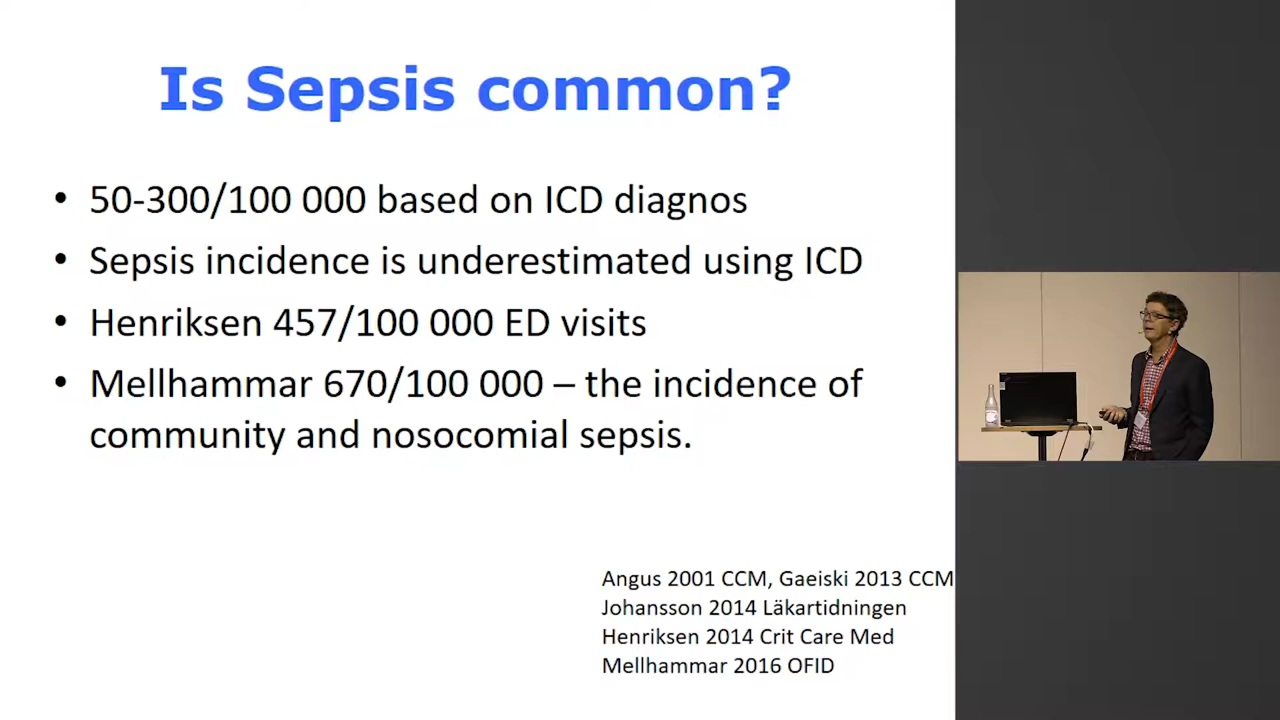 Is Sepsis common?
• 50-300/100 000 based on ICD diagnos
• Sepsis incidence is underestimated using ICD
• Henriksen 457/100 000 ED visits
• Mellhammar 670/100 000 – the incidence of
community and nosocomial sepsis.
Angus 2001 CCM, Gaeiski 2013 CCM
Johansson 2014 Läkartidningen
Henriksen 2014 Crit Care Med
Mellhammar 2016 OFID